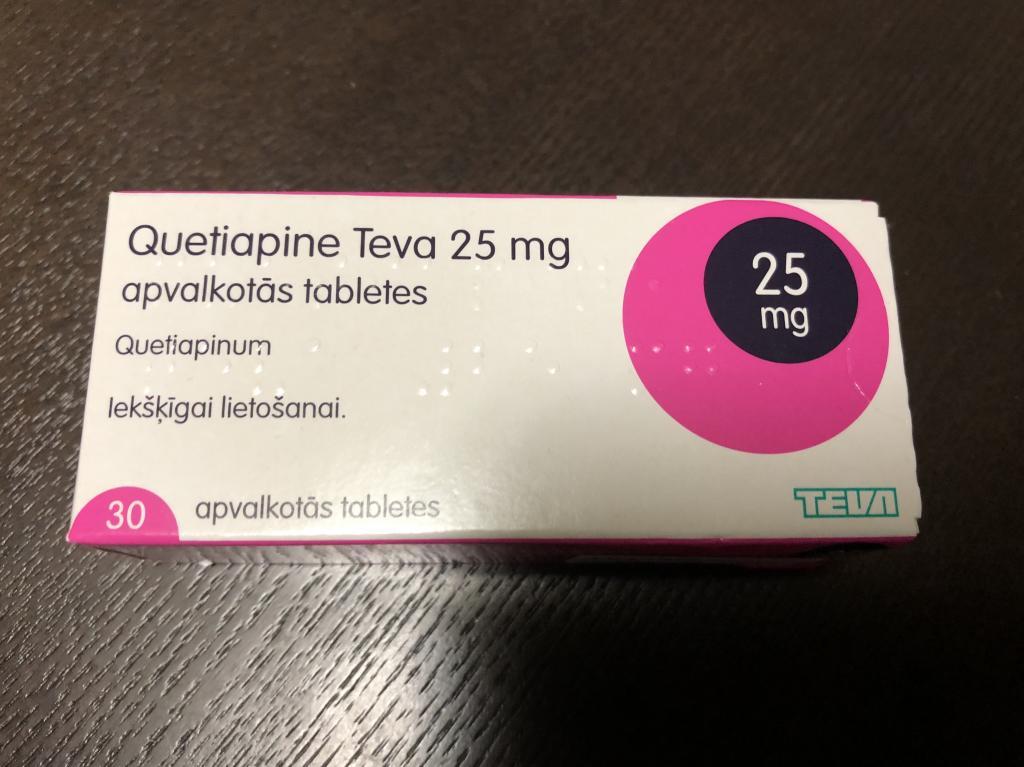 Quetiapine Teva 25 mg
apvalkotās tabletes
Quetiapinum
Iekšķīgai lietošanai.
25
mg
30 apvalkotās tabletes
TEVA